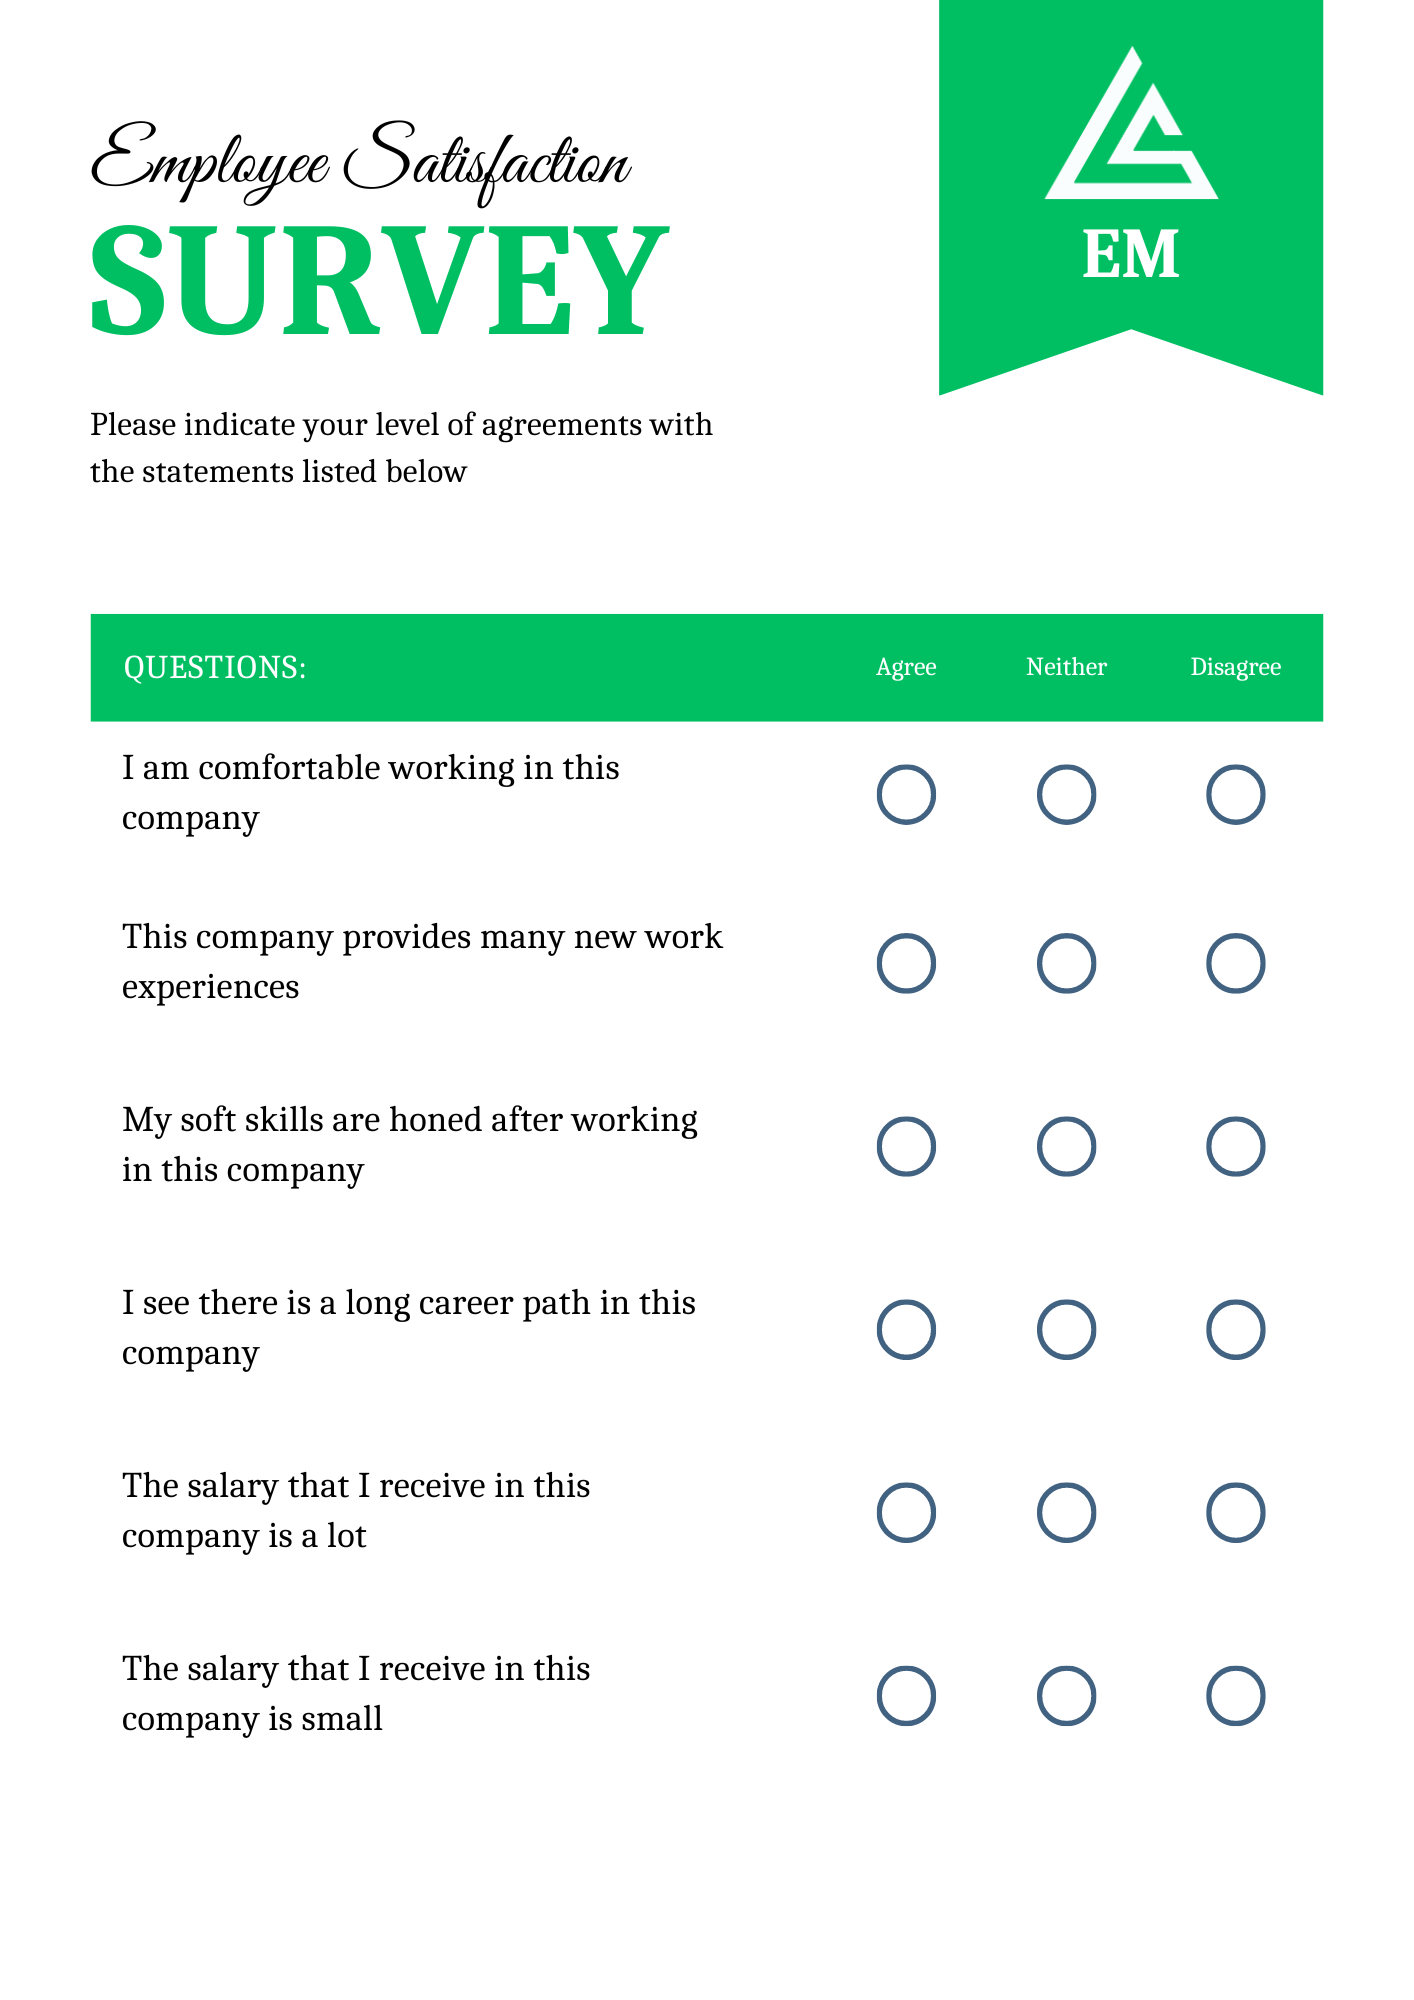 EM
Employee Satisfaction
SURVEY
Please indicate your level of agreements with
the statements listed below
QUESTIONS: Agree Neither Disagree
I am comfortable working in this
company
This company provides many new work
experiences
My soft skills are honed after working
in this company
I see there is a long career path in this
company
The salary that I receive in this
company is a lot
The salary that I receive in this
company is small